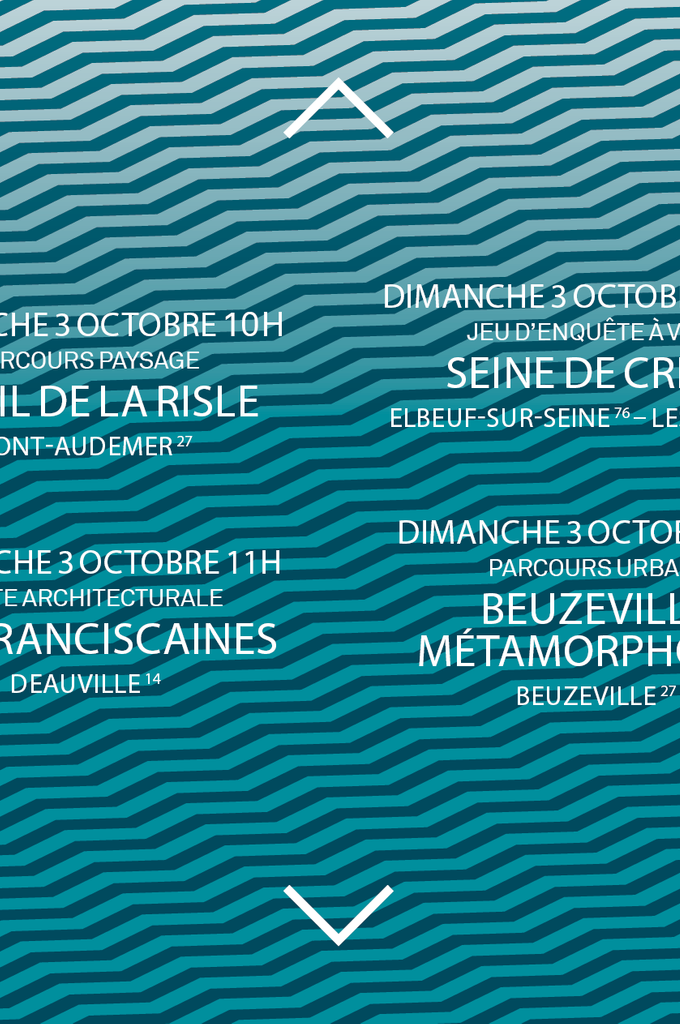 CHE 3 OCTOBRE 10H
RCOURS PAYSAGE
IL DE LA RISLE
ONT-AUDEMER 27
CHE 3 OCTOBRE 11H
TE ARCHITECTURALE
RANCISCAINES
DEAUVILLE 14
DIMANCHE 3 OCTOB
JEU D'ENQUÊTE À V
SEINE DE CRI
ELBEUF-SUR-SEINE 76 – LES
DIMANCHE 3 OCTOB
PARCOURS URBA
BEUZEVILL
MÉTAMORPHO
BEUZEVILLE 27